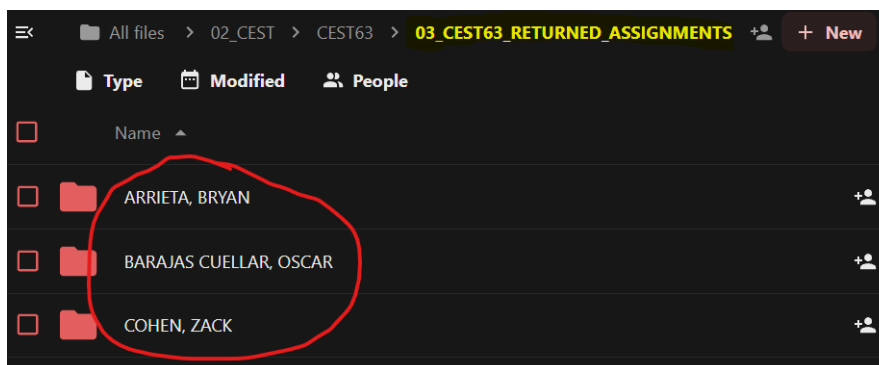 All files > 02_CEST > CEST63 > 03_CEST63_RETURNED_ASSIGNMENTS + New
Type Modified People
Name
ARRIETA, BRYAN
BARAJAS CUELLAR, OSCAR
COHEN, ZACK